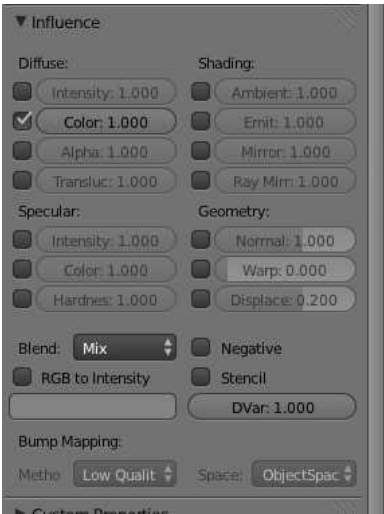 Influence
Diffuse: Shading:
Intensity: 1.000 Ambient: 1.000
Color: 1.000 Emit: 1.000
Alpha: 1.000 Mirror: 1.000
Transluc: 1.000 Ray Mirr: 1.000
Specular: Geometry:
Intensity: 1.000 Normal: 1.000
Color: 1.000 Warp: 0.000
Hardnes: 1.000 Displace: 0.200
Blend: Mix Negative
RGB to Intensity Stencil
DVar: 1.000
Bump Mapping:
Metho Low Qualit Space: ObjectSpac
Custom Properties